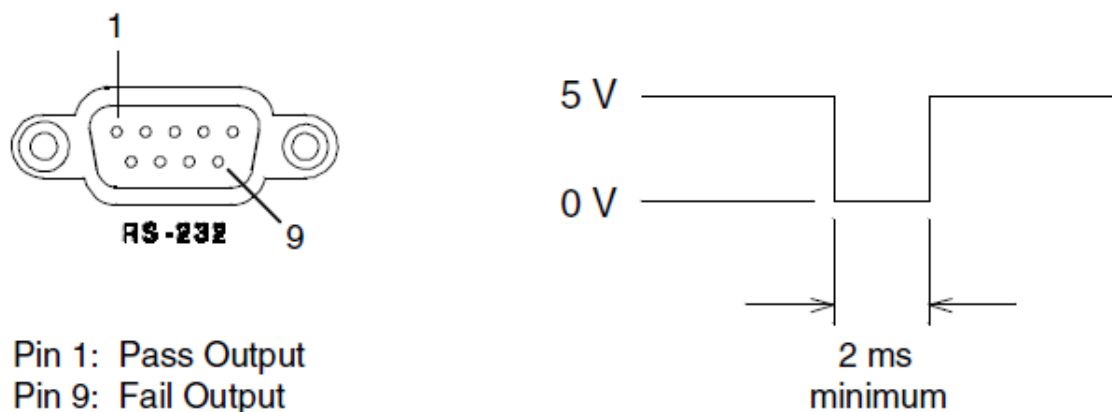 1
RS-232
9
Pin 1: Pass Output
Pin 9: Fail Output
5 V
0 V
2 ms
minimum